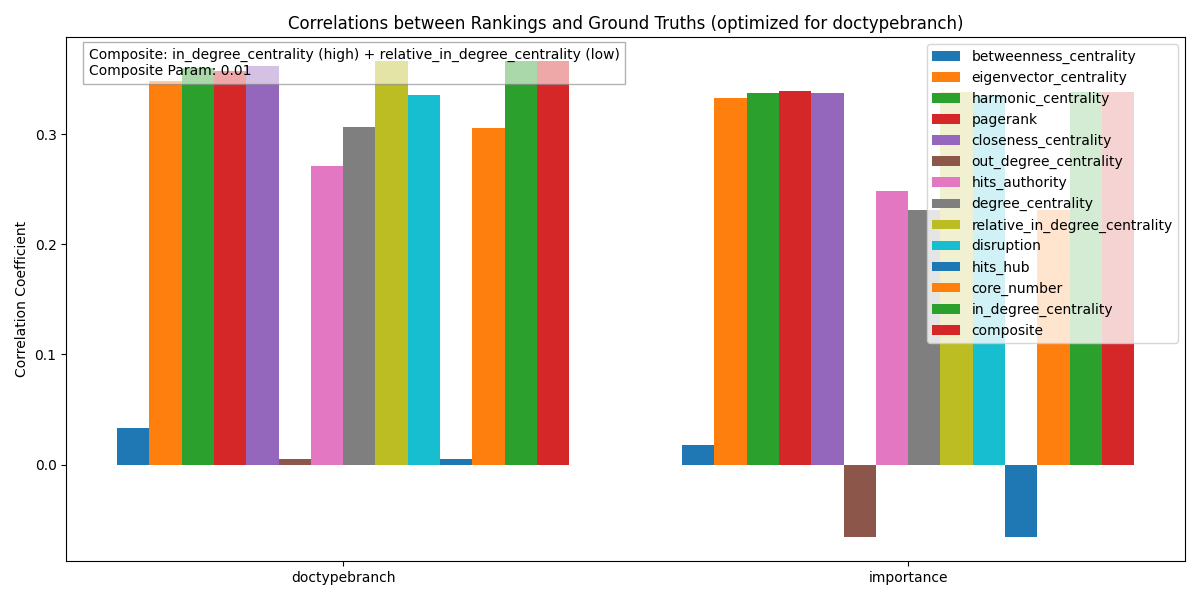 Correlations between Rankings and Ground Truths (optimized for doctypebranch)
Composite: in_degree_centrality (high) + relative_in_degree_centrality (low)
Composite Param: 0.01
betweenness_centrality
eigenvector_centrality
harmonic_centrality
pagerank
closeness_centrality
out_degree_centrality
hits_authority
degree_centrality
relative_in_degree_centrality
disruption
hits_hub
core_number
in_degree_centrality
composite
Correlation Coefficient
0.3
0.2
0.1
0.0
doctypebranch
importance